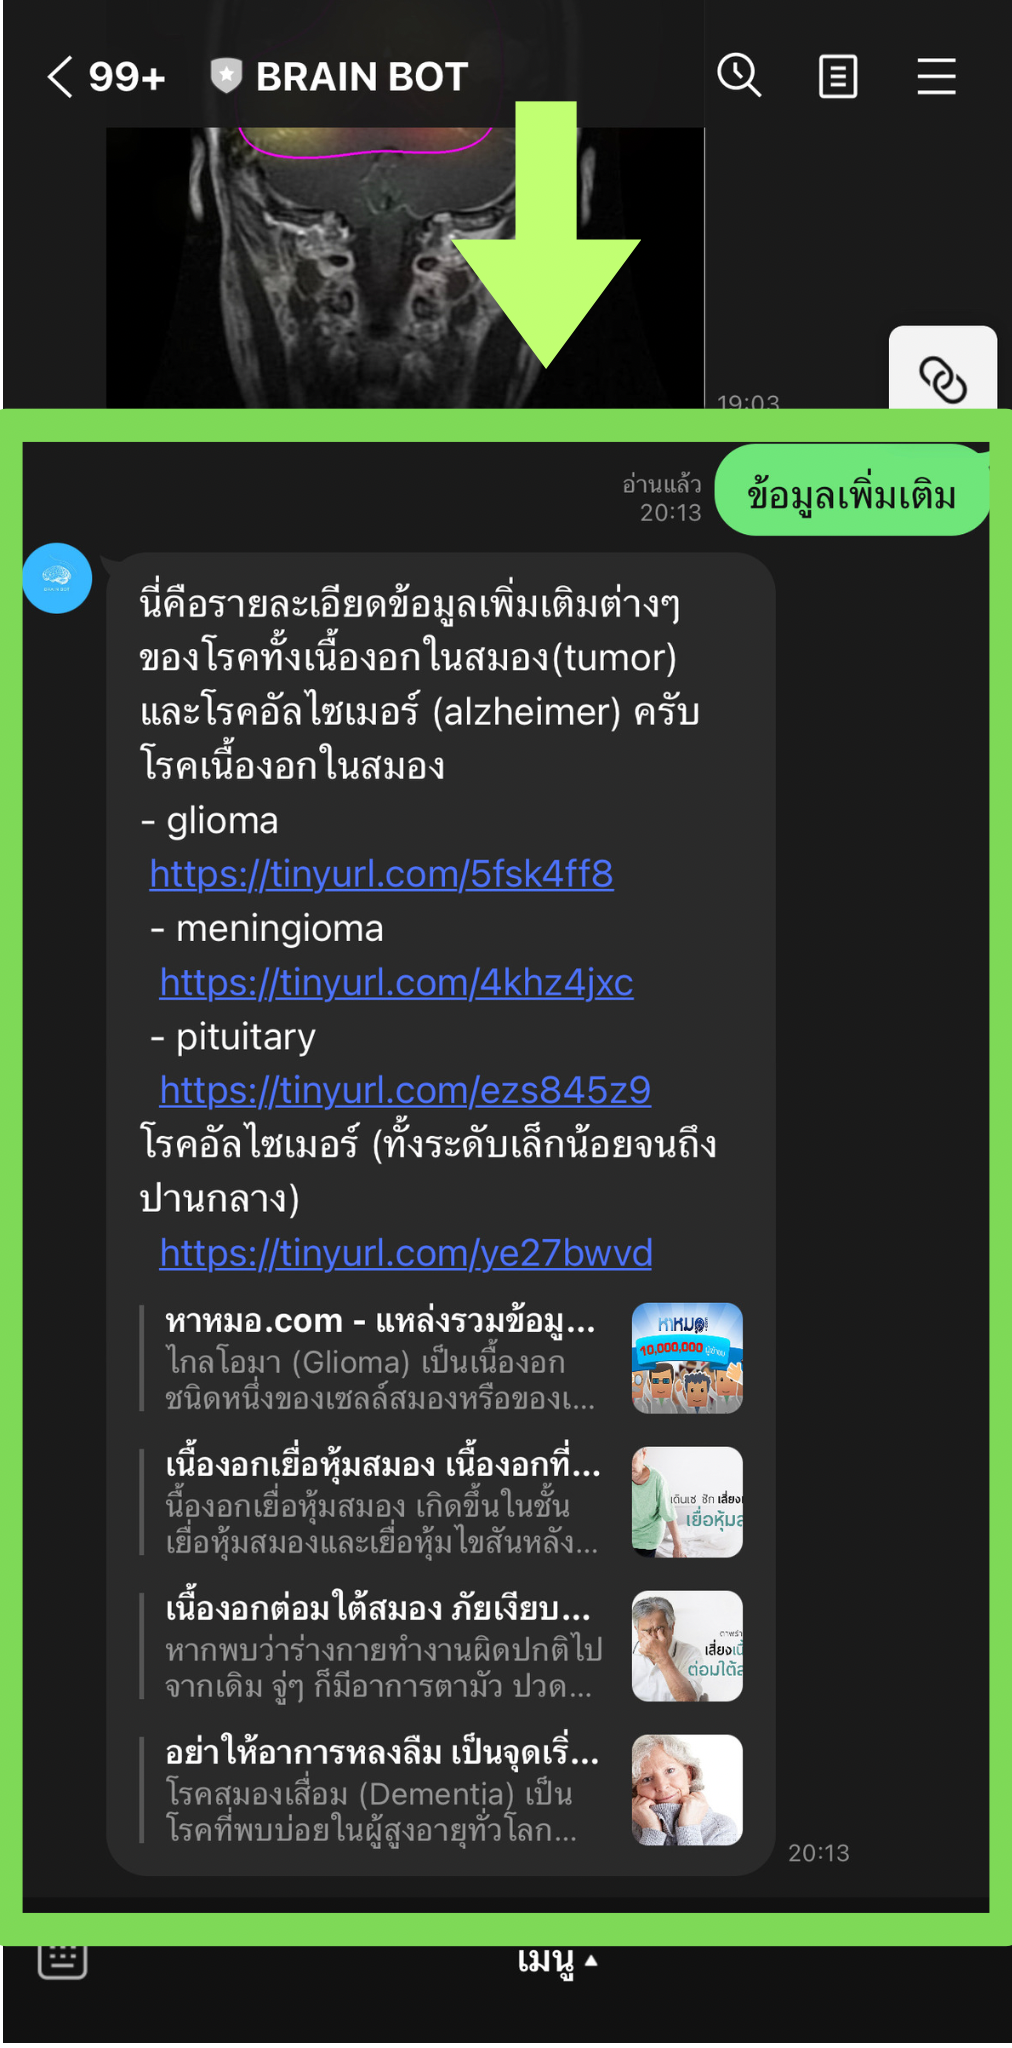 99+ BRAIN BOT
19:03
อ่านแล้ว
20:13
ข้อมูลเพิ่มเติม
นี่คือรายละเอียดข้อมูลเพิ่มเติมต่างๆ
ของโรคทั้งเนื้องอกในสมอง(tumor)
และโรคอัลไซเมอร์ (alzheimer) ครับ
โรคเนื้องอกในสมอง
- glioma
https://tinyurl.com/5fsk4ff8
- meningioma
https://tinyurl.com/4khz4jxc
- pituitary
https://tinyurl.com/ezs845z9
โรคอัลไซเมอร์ (ทั้งระดับเล็กน้อยจนถึง
ปานกลาง)
https://tinyurl.com/ye27bwvd
หาหมอ.com - แหล่งรวมข้อมู...
ไกลโอมา (Glioma) เป็นเนื้องอก
ชนิดหนึ่งของเซลล์สมองหรือของเ...
หาหมอ
10,000,000
เนื้องอกเยื่อหุ้มสมอง เนื้องอกที่...
นื้องอกเยื่อหุ้มสมอง เกิดขึ้นในชั้น
เยื่อหุ้มสมองและเยื่อหุ้มไขสันหลัง...
เดินเซ ชัก เสี่ยง
เยื่อหุ้ม
เนื้องอกต่อมใต้สมอง ภัยเงียบ...
หากพบว่าร่างกายทำงานผิดปกติไป
จากเดิม จู่ๆ ก็มีอาการตามัว ปวด...
เสี่ยงเนื้
ต่อมใต้ส
อย่าให้อาการหลงลืม เป็นจุดเริ่...
โรคสมองเสื่อม (Dementia) เป็น
โรคที่พบบ่อยในผู้สูงอายุทั่วโลก...
20:13
เมนู